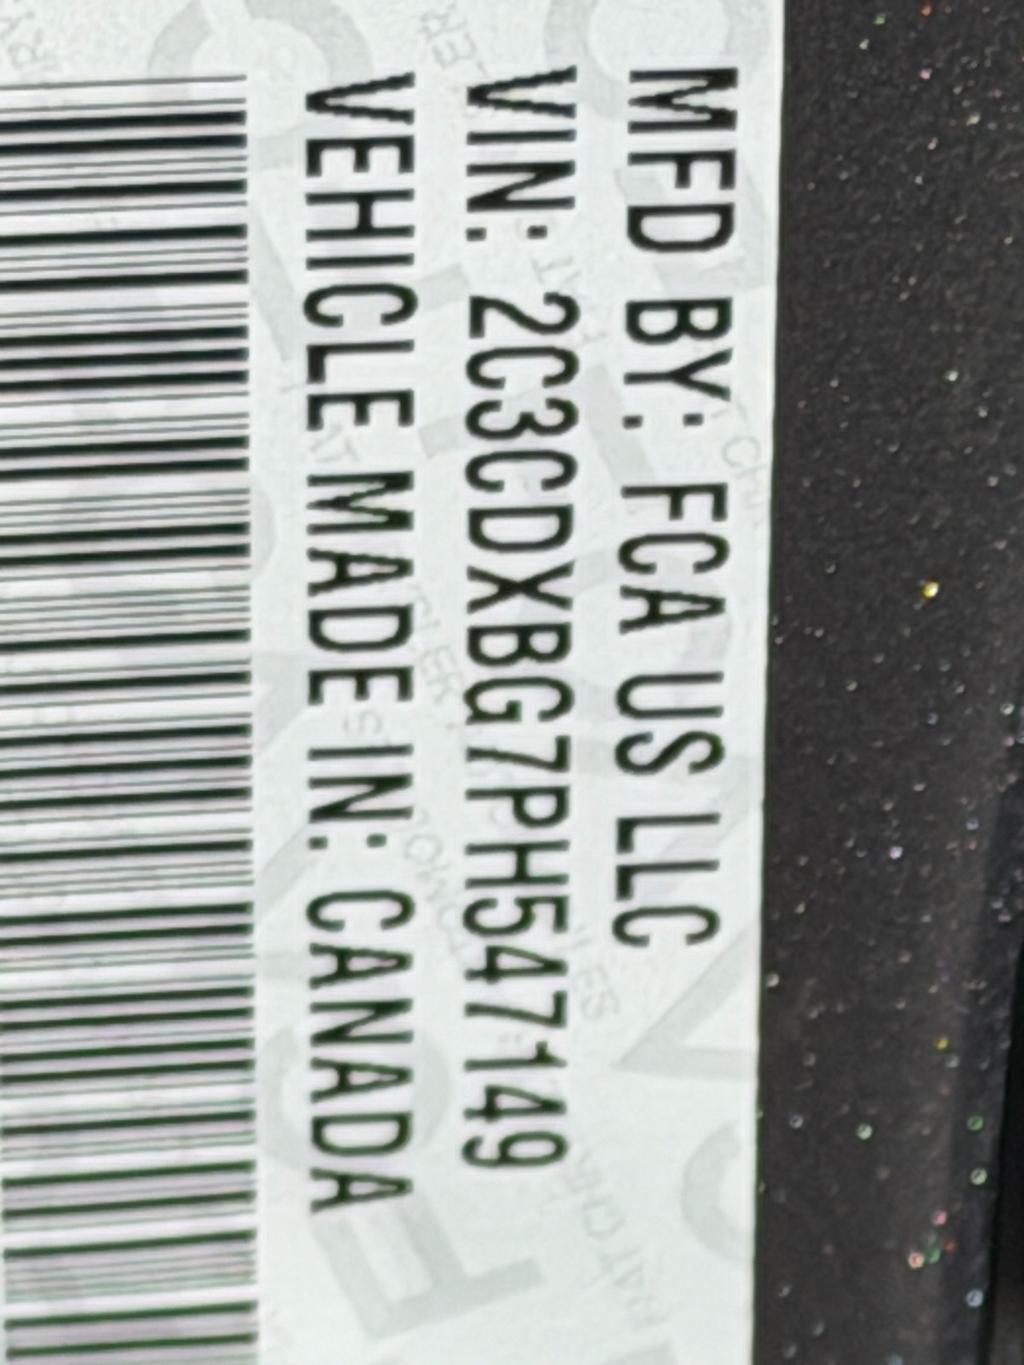 MFD BY: FCA US LLC
VIN: 2C3CDXBG7PH547149
VEHICLE MADE IN: CANADA